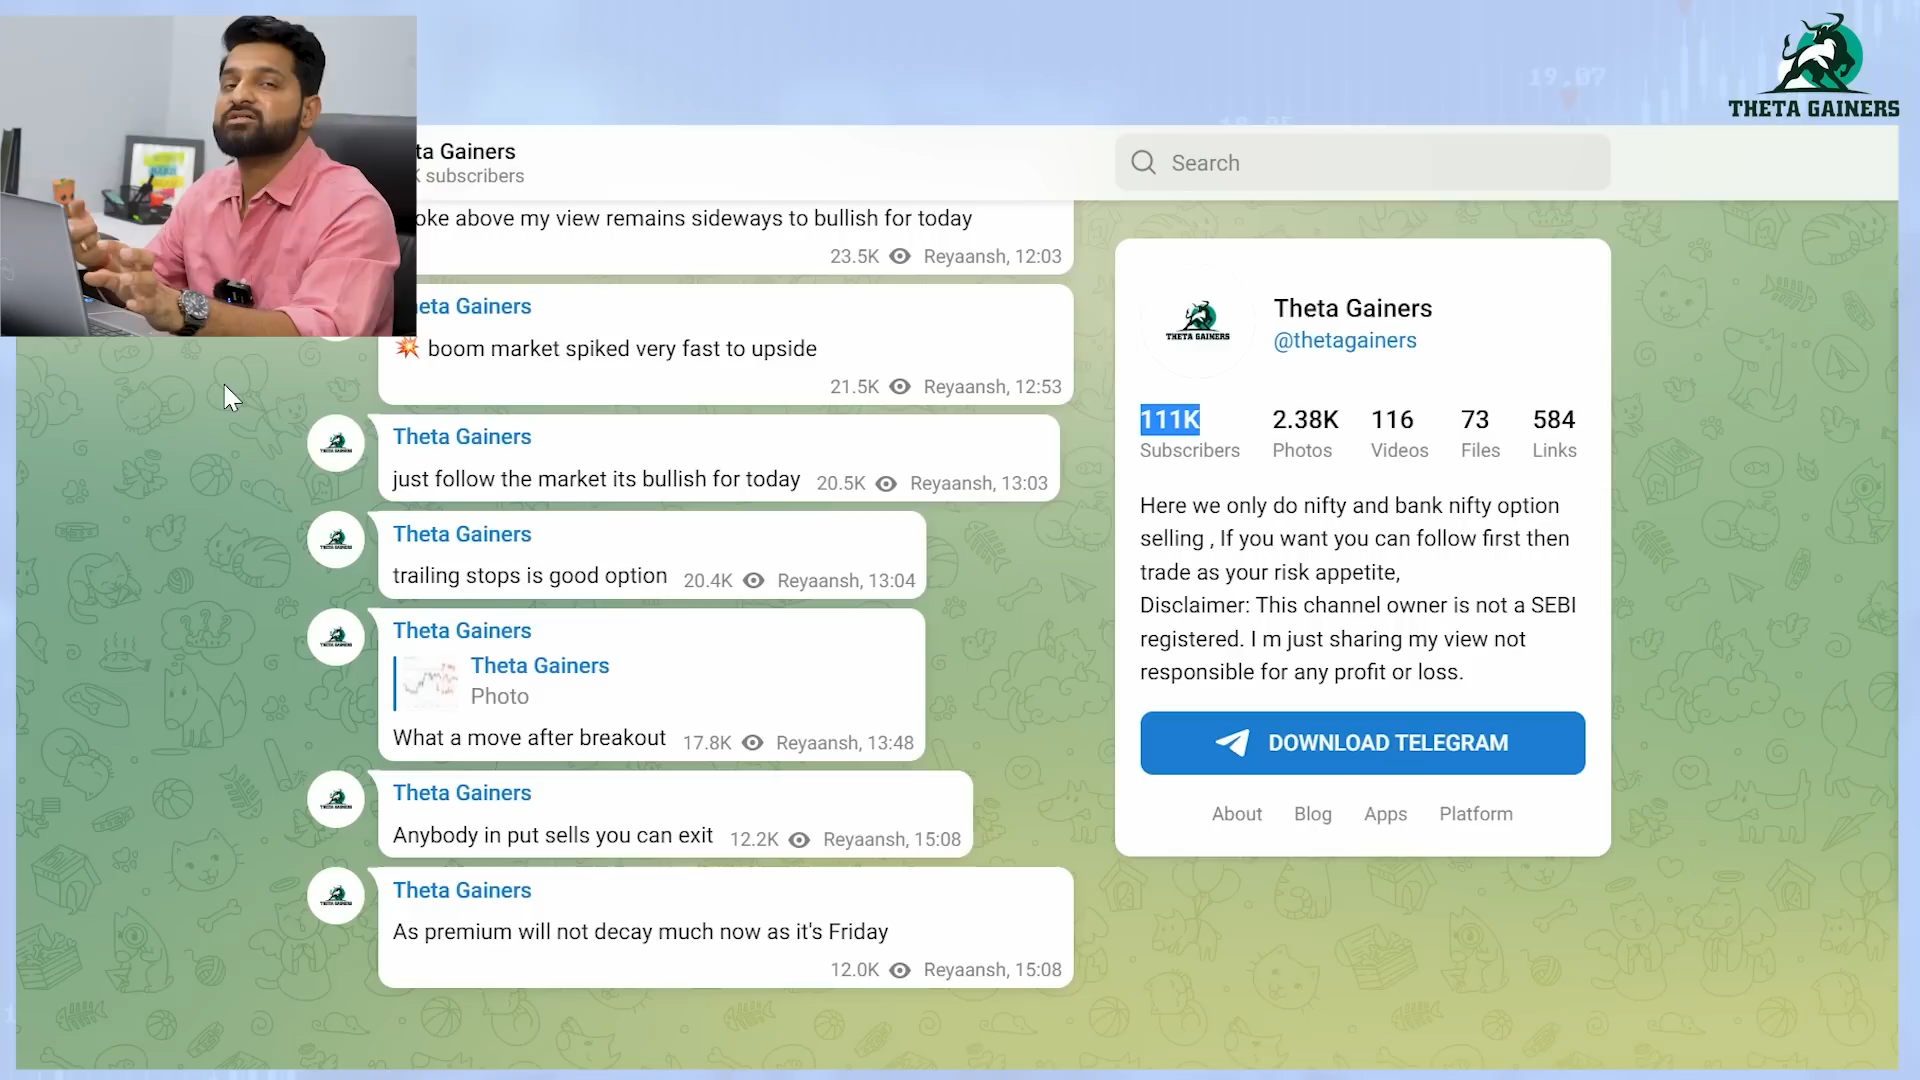 THETA GAINERS
ta Gainers
K subscribers
Search
oke above my view remains sideways to bullish for today
23.5K Reyaansh, 12:03
eta Gainers
boom market spiked very fast to upside
21.5K Reyaansh, 12:53
Theta Gainers
just follow the market its bullish for today 20.5K Reyaansh, 13:03
Theta Gainers
trailing stops is good option 20.4K Reyaansh, 13:04
Theta Gainers
Theta Gainers
Photo
What a move after breakout 17.8K Reyaansh, 13:48
Theta Gainers
Anybody in put sells you can exit 12.2K Reyaansh, 15:08
Theta Gainers
As premium will not decay much now as it's Friday
12.0K Reyaansh, 15:08
THETA GAINERS
Theta Gainers
@thetagainers
111K 2.38K 116 73 584
Subscribers Photos Videos Files Links
Here we only do nifty and bank nifty option
selling , If you want you can follow first then
trade as your risk appetite,
Disclaimer: This channel owner is not a SEBI
registered. I m just sharing my view not
responsible for any profit or loss.
DOWNLOAD TELEGRAM
About Blog Apps Platform
19.07